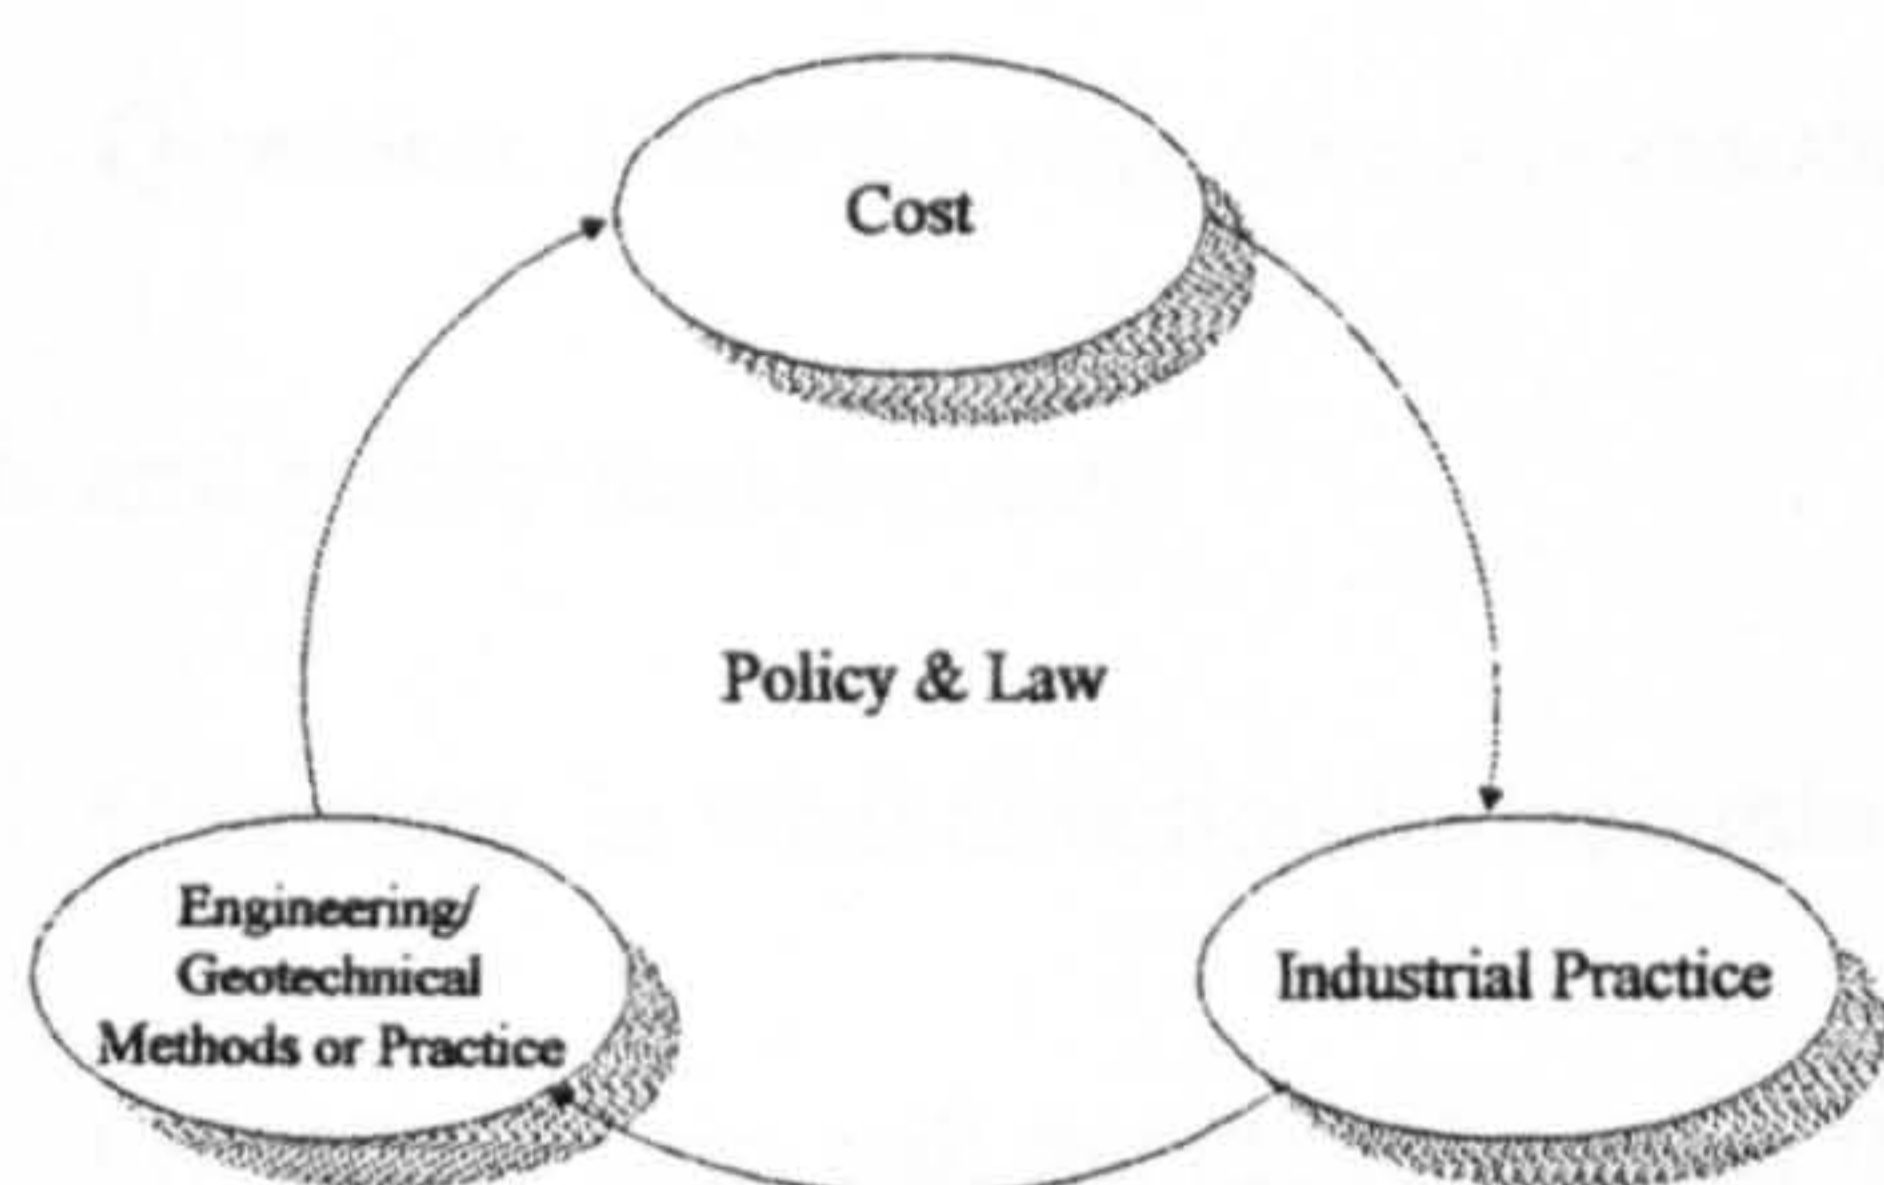 Cost
Policy & Law
Engineering/
Geotechnical
Methods or Practice
Industrial Practice